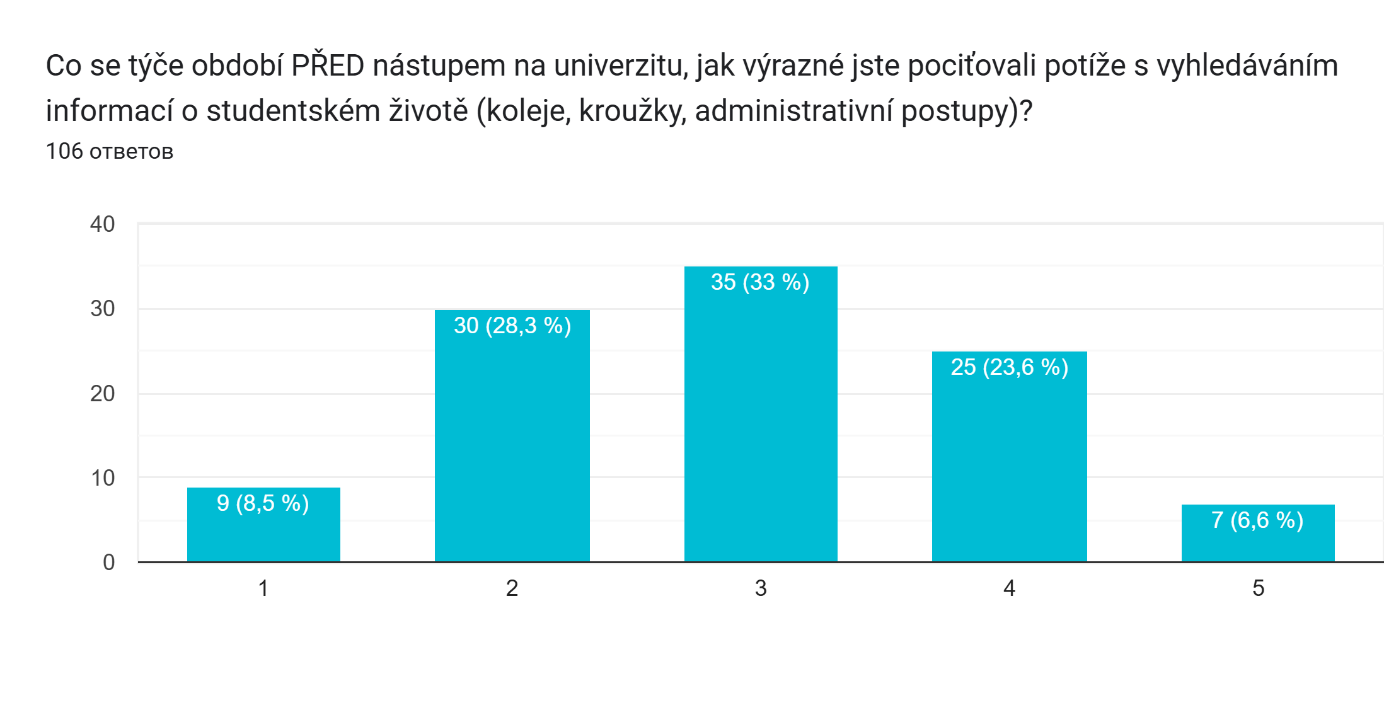 Co se týče období PŘED nástupem na univerzitu, jak výrazné jste pociťovali potíže s vyhledáváním
informací o studentském životě (koleje, kroužky, administrativní postupy)?
106 ответов
40
30
20
10
0
9 (8,5 %)
30 (28,3 %)
35 (33 %)
25 (23,6 %)
7 (6,6 %)
1
2
3
4
5